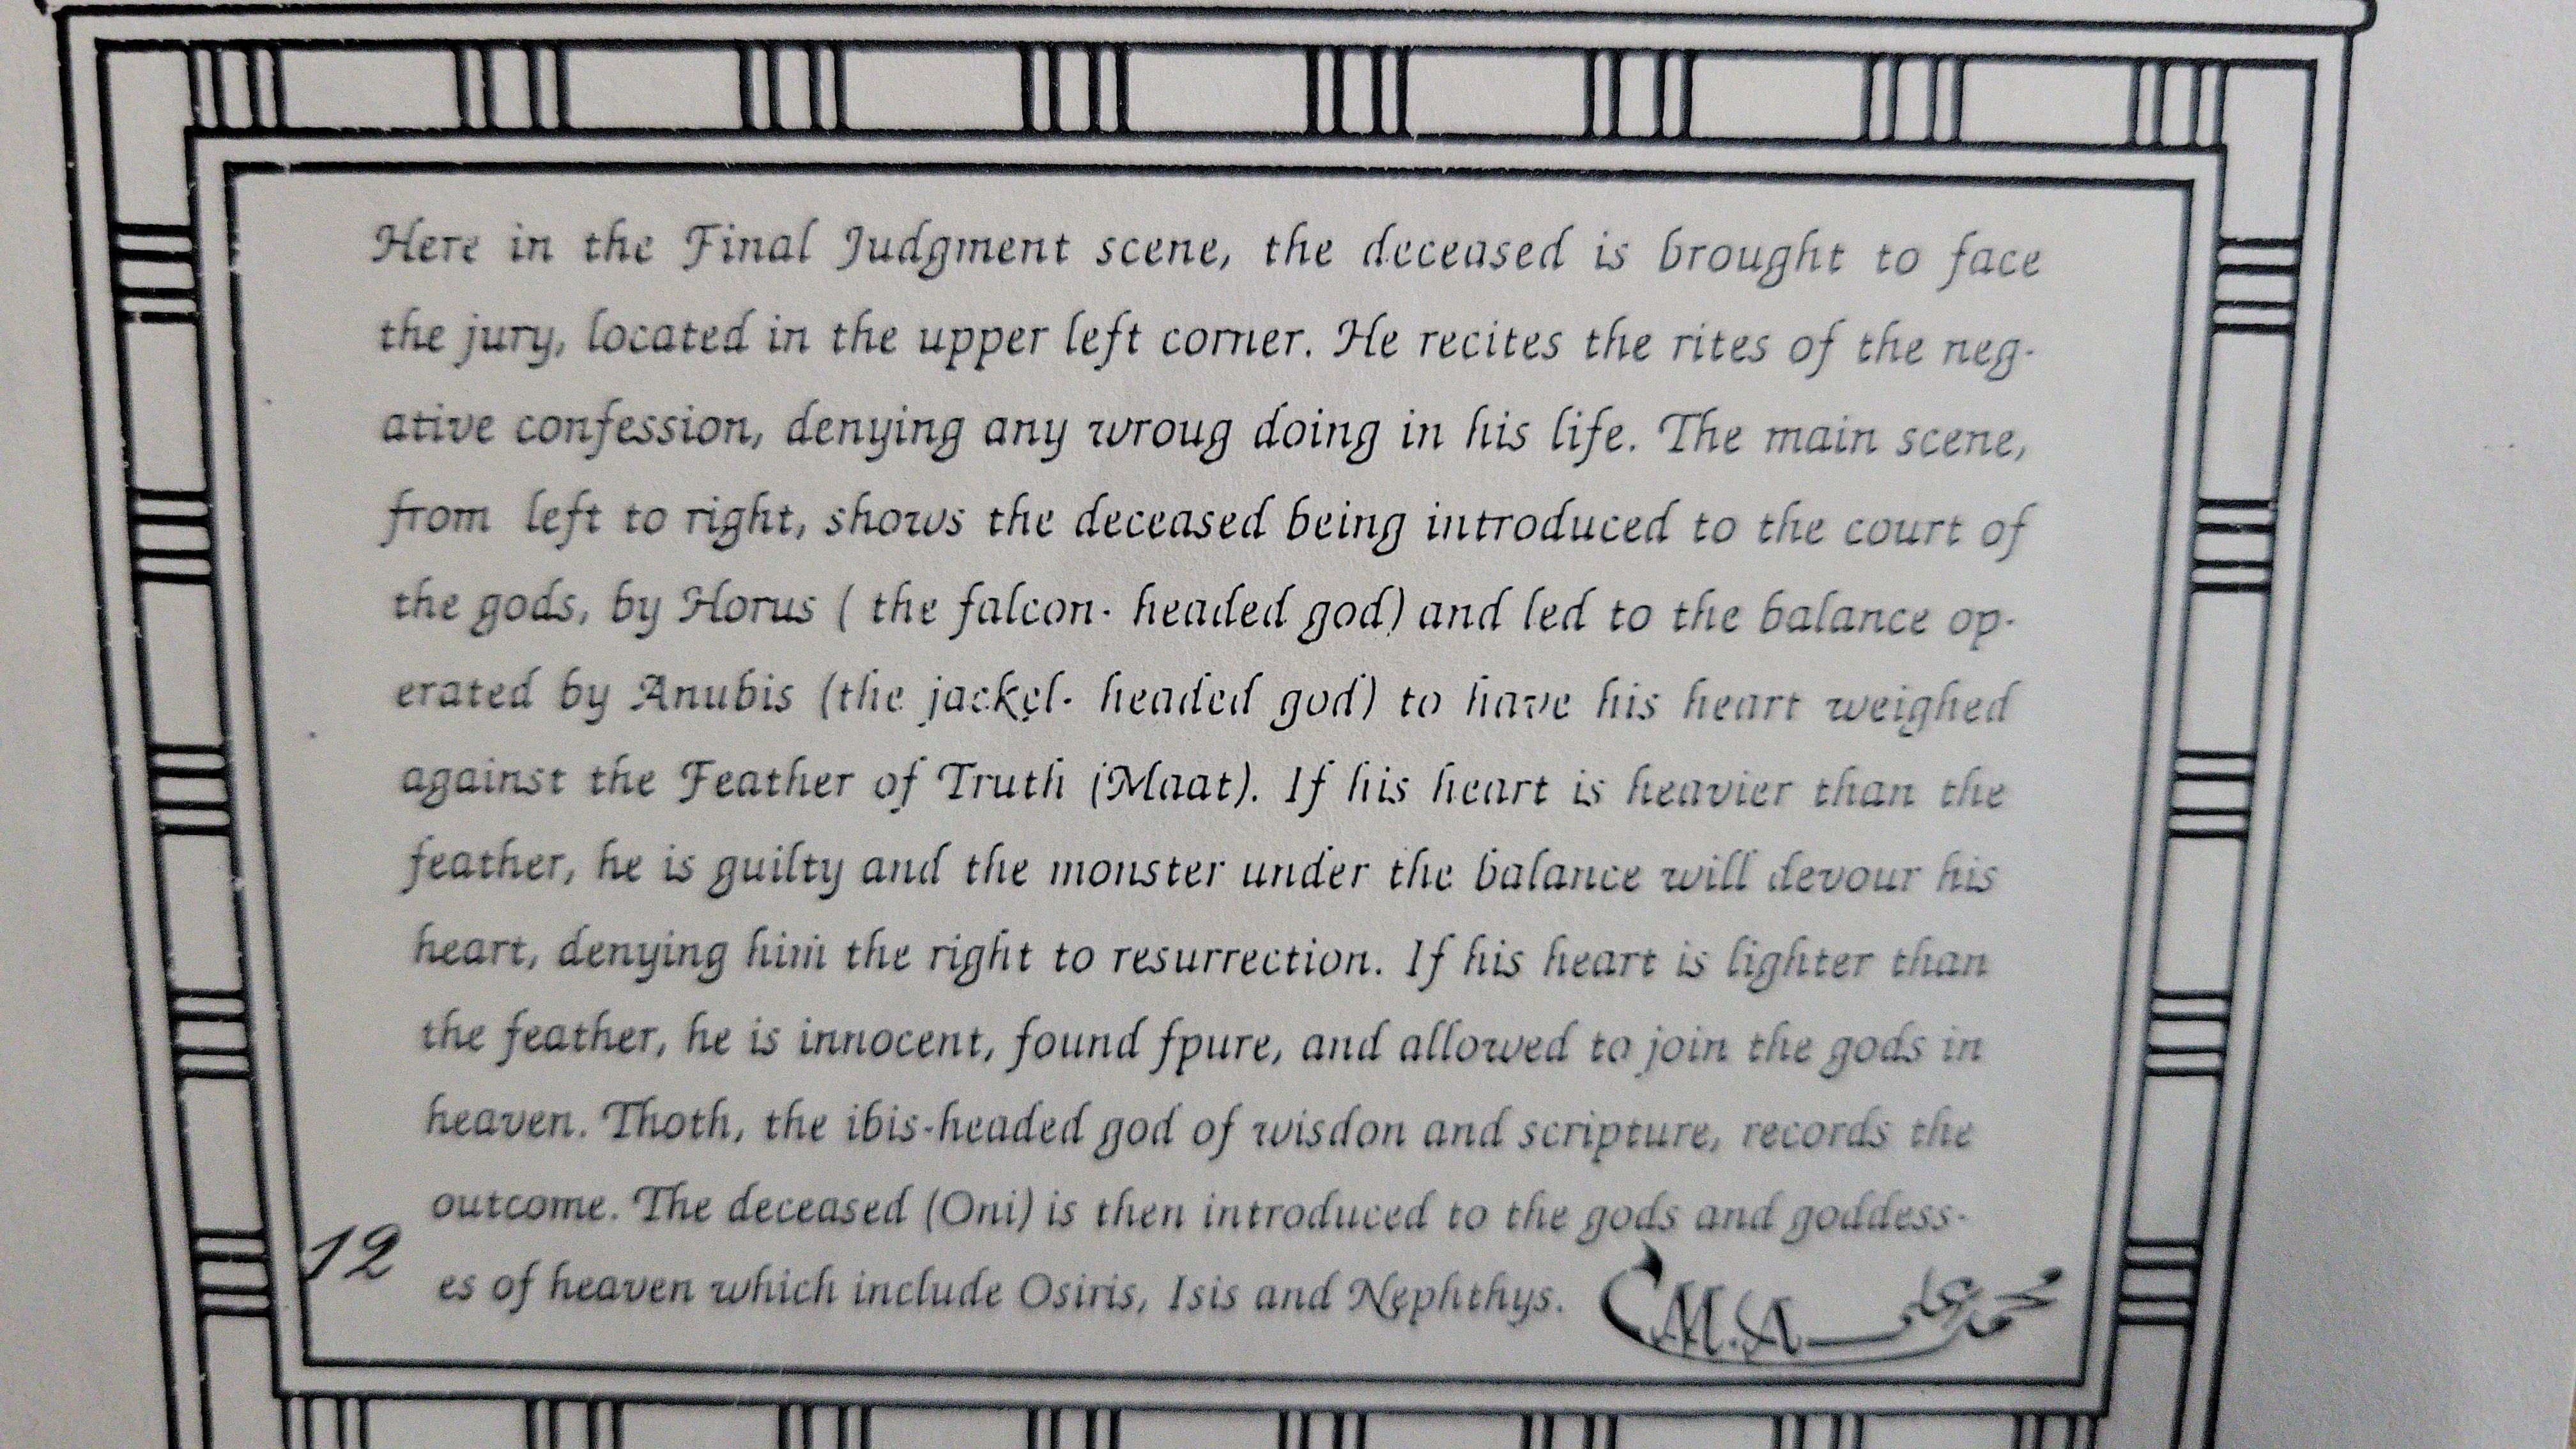 Here in the Final Judgment scene, the deceased is brought to face
the jury, located in the upper left corner. He recites the rites of the neg-
ative confession, denying any wroug doing in his life. The main scene,
from left to right, shows the deceased being introduced to the court of
the gods, by Horus ( the falcon- headed god) and led to the balance op-
erated by Anubis (the jackel- headed god) to have his heart weighed
against the Feather of Truth (Maat). If his heart is heavier than the
feather, he is guilty and the monster under the balance will devour his
heart, denying him the right to resurrection. If his heart is lighter than
the feather, he is innocent, found fpure, and allowed to join the gods in
heaven. Thoth, the ibis-headed god of wisdon and scripture, records the
outcome. The deceased (Oni) is then introduced to the gods and goddess-
es of heaven which include Osiris, Isis and Nephthys.
12
M.A